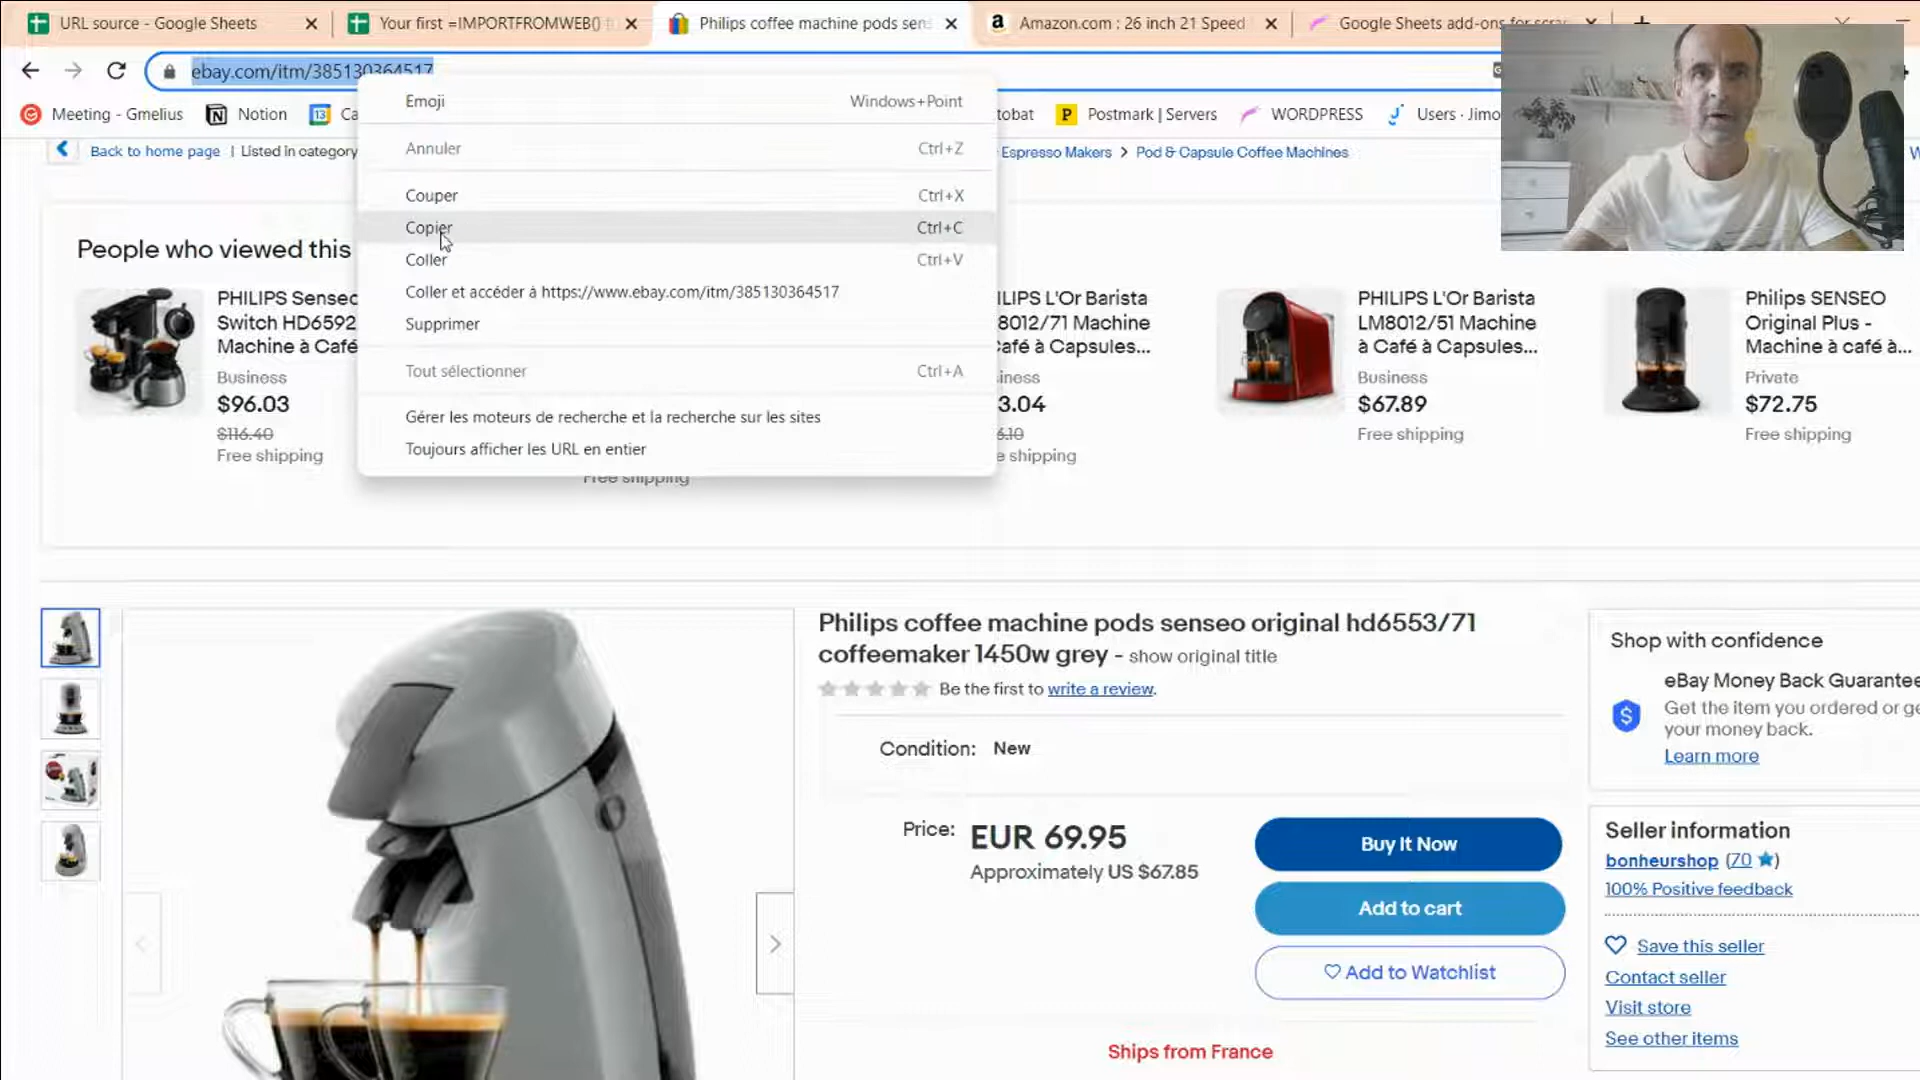 URL source - Google Sheets
Your first =IMPORTFROMWEB() f
Philips coffee machine pods sens
Amazon.com : 26 inch 21 Speed
Google Sheets add-ons for scra
ebay.com/itm/385130364517
Meeting - Gmelius
Notion
Ca
tobat
Postmark | Servers
WORDPRESS
Users · Jimo
Back to home page | Listed in category
Espresso Makers > Pod & Capsule Coffee Machines
Emoji Windows+Point
Annuler Ctrl+Z
Couper Ctrl+X
Copier Ctrl+C
Coller Ctrl+V
Coller et accéder à https://www.ebay.com/itm/385130364517
Supprimer
Tout sélectionner Ctrl+A
Gérer les moteurs de recherche et la recherche sur les sites
Toujours afficher les URL en entier
People who viewed this
PHILIPS Senseo
Switch HD6592
Machine à Café
Business
$96.03
$116.40
Free shipping
Free shipping
ILIPS L'Or Barista
8012/71 Machine
afé à Capsules...
iness
3.04
6.10
e shipping
PHILIPS L'Or Barista
LM8012/51 Machine
à Café à Capsules...
Business
$67.89
Free shipping
Philips SENSEO
Original Plus -
Machine à café à...
Private
$72.75
Free shipping
Philips coffee machine pods senseo original hd6553/71
coffeemaker 1450w grey - show original title
Be the first to write a review.
Condition: New
Price: EUR 69.95
Approximately US $67.85
Buy It Now
Add to cart
Add to Watchlist
Ships from France
Shop with confidence
eBay Money Back Guarantee
Get the item you ordered or ge
your money back.
Learn more
Seller information
bonheurshop (70 ★)
100% Positive feedback
Save this seller
Contact seller
Visit store
See other items